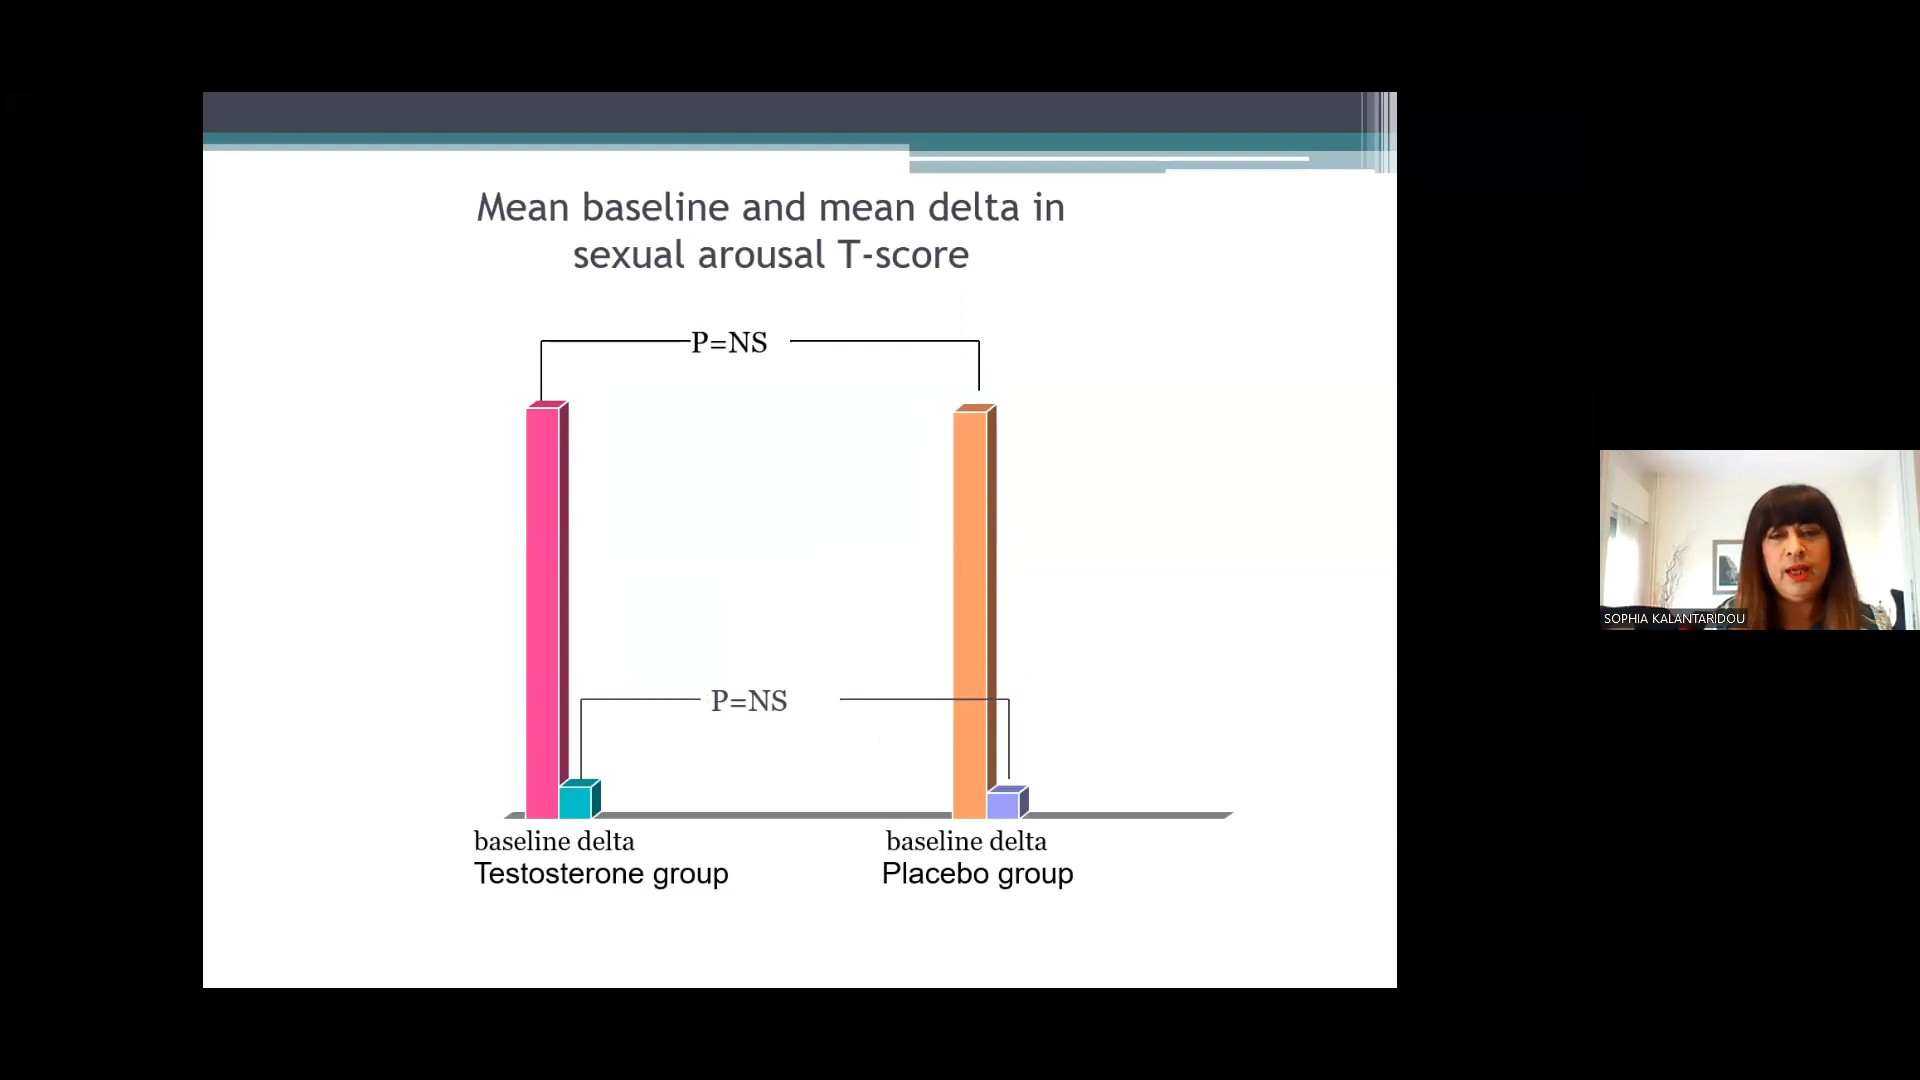 Mean baseline and mean delta in
sexual arousal T-score
P=NS
P=NS
baseline delta
Testosterone group
baseline delta
Placebo group
SOPHIA KALANTARIDOU